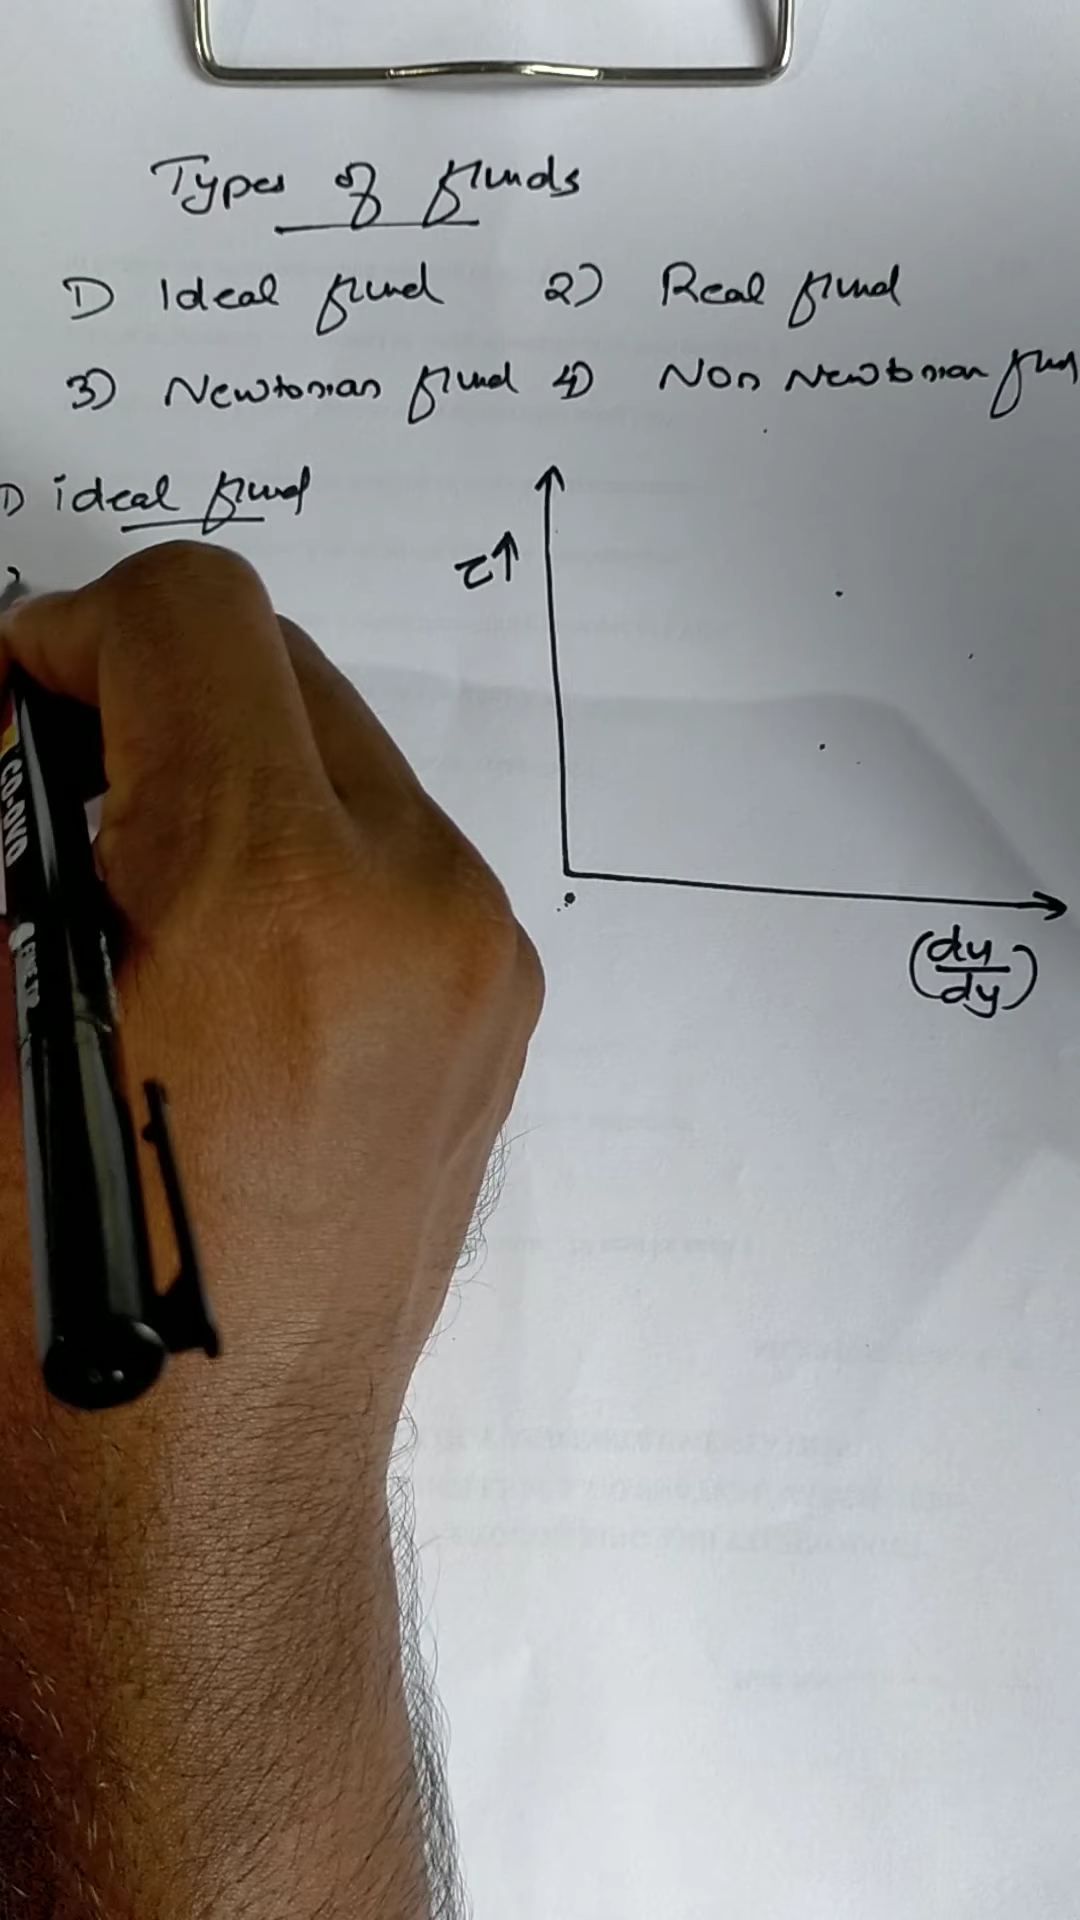 Types of fluids
1) Ideal fluid 2) Real fluid
3) Newtonian fluid 4) Non Newtonian flui
1) ideal fluid
τ↑
(du/dy)